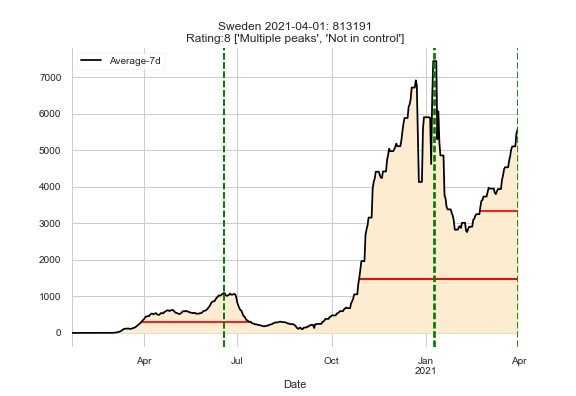 Sweden 2021-04-01: 813191
Rating:8 ['Multiple peaks', 'Not in control']
Average-7d
7000
6000
5000
4000
3000
2000
1000
0
Apr Jul Oct Jan Apr
2021
Date